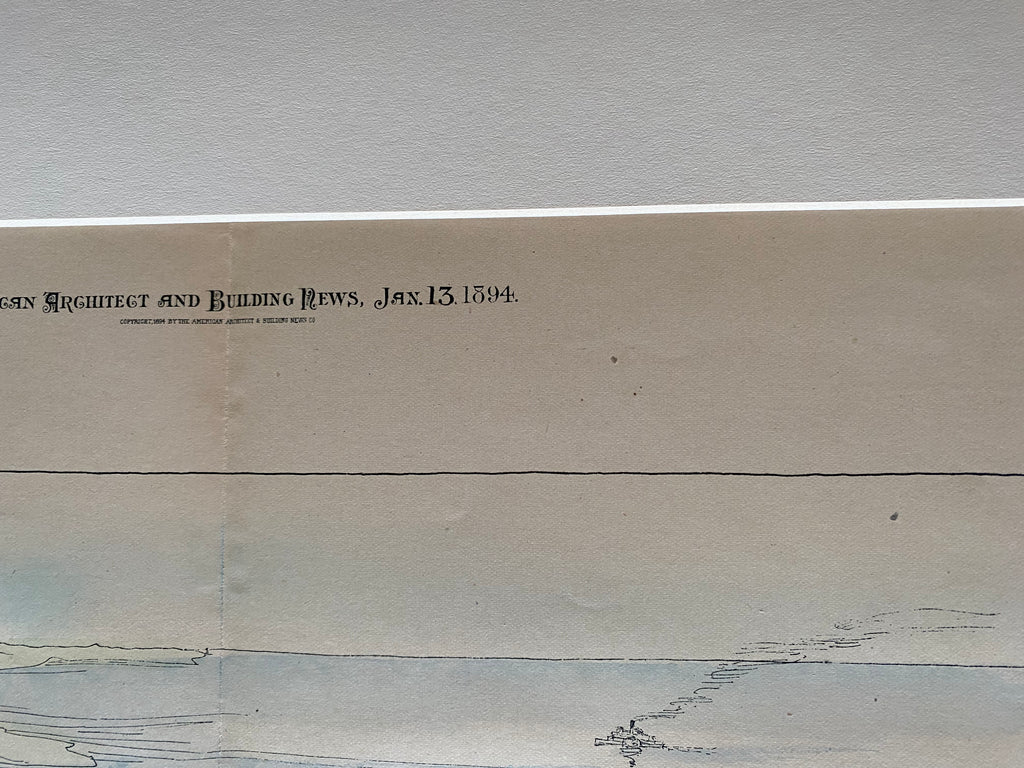 CAN ARCHITECT AND BUILDING NEWS, JAN. 13. 1894.
COPYRIGHT, 1894 BY THE AMERICAN ARCHITECT & BUILDING NEWS CO